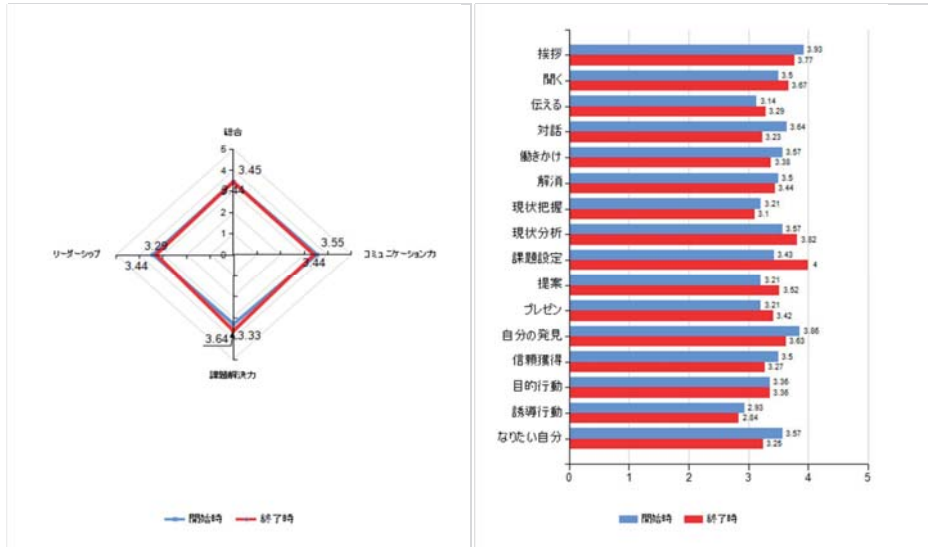 総合
5
4
3.45
3.44
2
1
0
リーダーシップ
3.29
3.44
3.55
3.44
コミュニケーション力
3.64
3.33
課題解決力
開始時 終了時
挨拶 3.93 3.77
聞く 3.5 3.67
伝える 3.14 3.29
対話 3.64 3.23
働きかけ 3.57 3.38
解消 3.5 3.44
現状把握 3.21 3.1
現状分析 3.57 3.82
課題設定 3.43 4
提案 3.21 3.52
プレゼン 3.21 3.42
自分の発見 3.86 3.63
信頼獲得 3.5 3.27
目的行動 3.36 3.36
誘導行動 2.93 2.84
なりたい自分 3.57 3.25
0 1 2 3 4 5
開始時 終了時